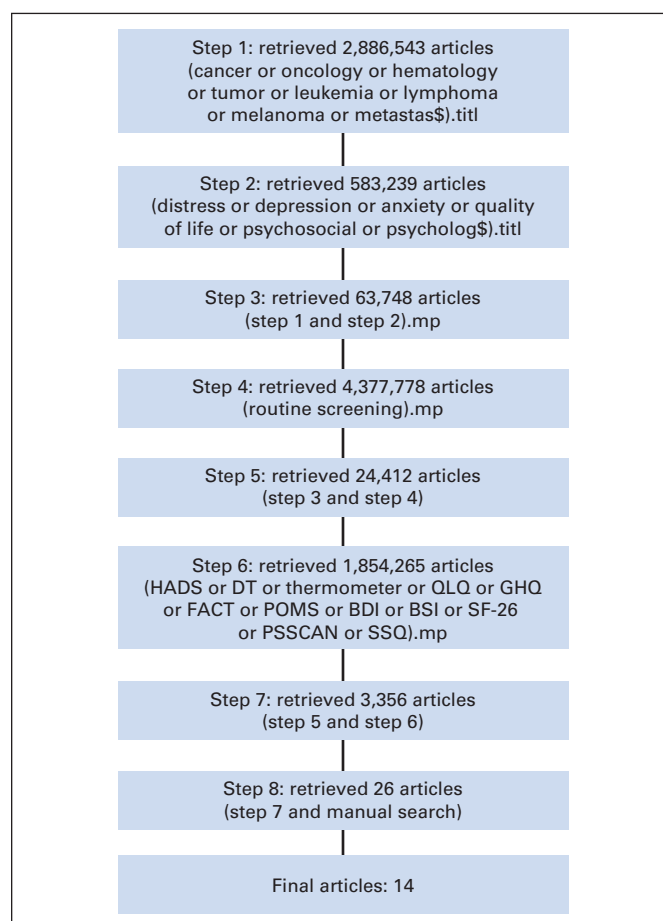 Step 1: retrieved 2,886,543 articles
(cancer or oncology or hematology
or tumor or leukemia or lymphoma
or melanoma or metastas$).titl
Step 2: retrieved 583,239 articles
(distress or depression or anxiety or quality
of life or psychosocial or psycholog$).titl
Step 3: retrieved 63,748 articles
(step 1 and step 2).mp
Step 4: retrieved 4,377,778 articles
(routine screening).mp
Step 5: retrieved 24,412 articles
(step 3 and step 4)
Step 6: retrieved 1,854,265 articles
(HADS or DT or thermometer or QLQ or GHQ
or FACT or POMS or BDI or BSI or SF-26
or PSSCAN or SSQ).mp
Step 7: retrieved 3,356 articles
(step 5 and step 6)
Step 8: retrieved 26 articles
(step 7 and manual search)
Final articles: 14